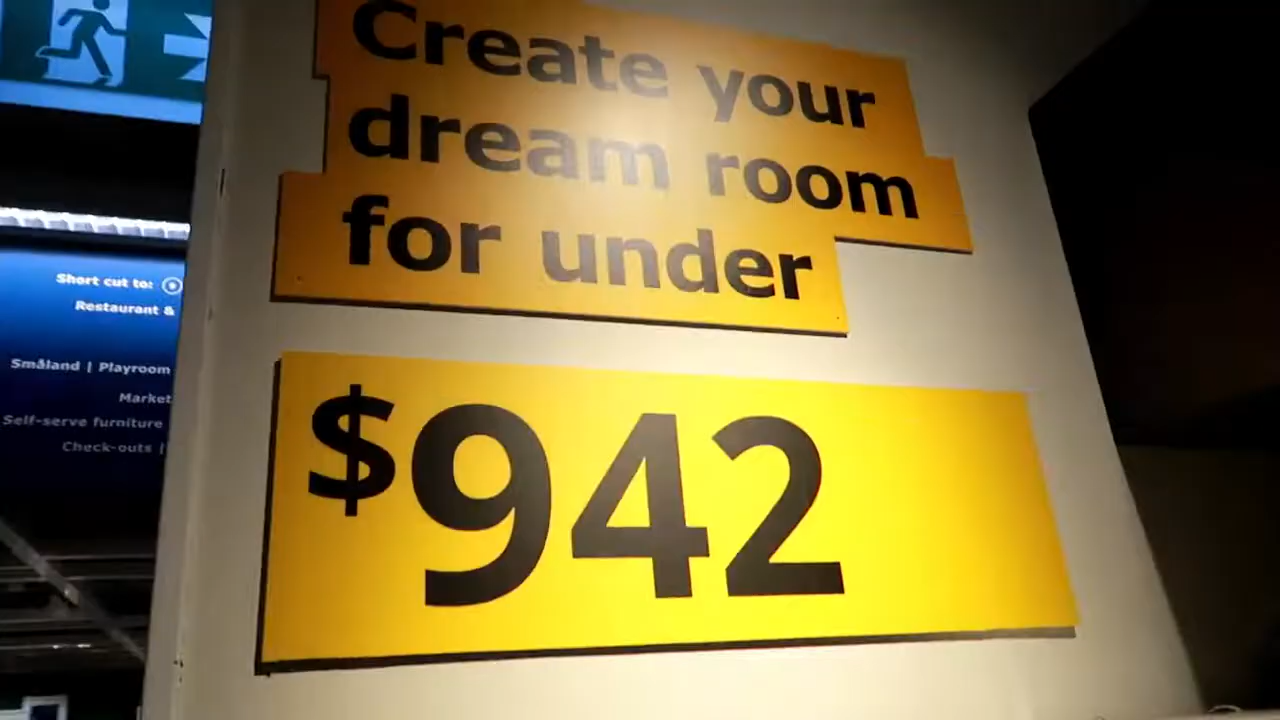 Create your
dream room
for under
$942
Short cut to:
Restaurant &
Småland | Playroom
Market
Self-serve furniture
Check-outs |